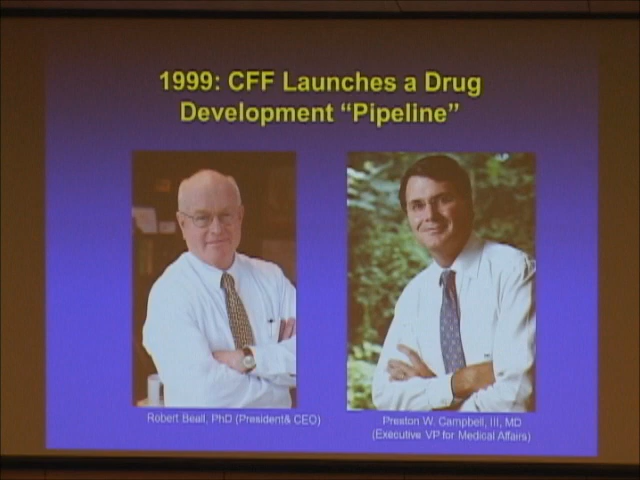 1999: CFF Launches a Drug
Development “Pipeline”
Robert Beall, PhD (President& CEO)
Preston W. Campbell, III, MD
(Executive VP for Medical Affairs)